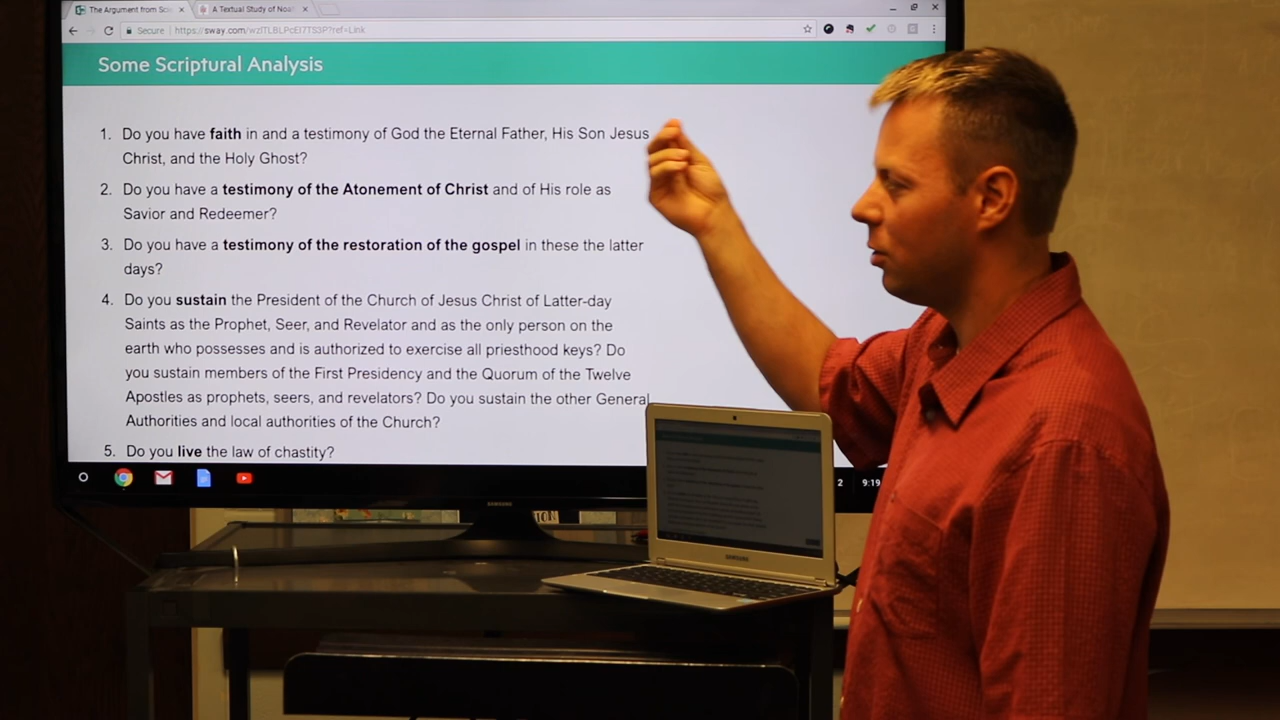 The Argument from Sci
A Textual Study of Noa
Secure
https://sway.com/wzITLBLPcEI7TS3P?ref=Link
Some Scriptural Analysis
1. Do you have faith in and a testimony of God the Eternal Father, His Son Jesus
Christ, and the Holy Ghost?
2. Do you have a testimony of the Atonement of Christ and of His role as
Savior and Redeemer?
3. Do you have a testimony of the restoration of the gospel in these the latter
days?
4. Do you sustain the President of the Church of Jesus Christ of Latter-day
Saints as the Prophet, Seer, and Revelator and as the only person on the
earth who possesses and is authorized to exercise all priesthood keys? Do
you sustain members of the First Presidency and the Quorum of the Twelve
Apostles as prophets, seers, and revelators? Do you sustain the other General
Authorities and local authorities of the Church?
5. Do you live the law of chastity?
2 9:19
SAMSUNG
SAMSUNG